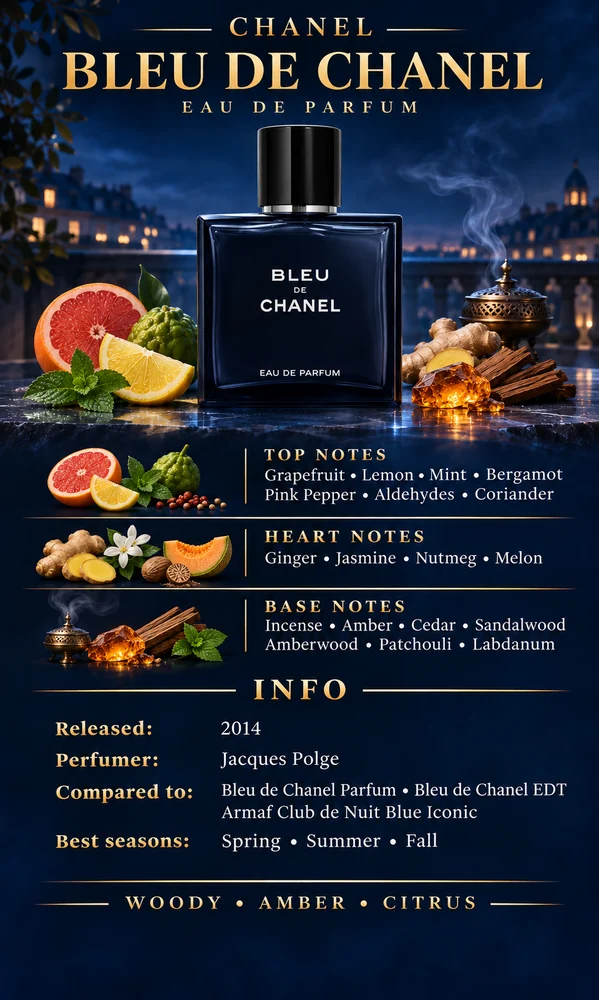 CHANEL
BLEU DE CHANEL
EAU DE PARFUM
BLEU
DE
CHANEL
EAU DE PARFUM
TOP NOTES
Grapefruit • Lemon • Mint • Bergamot
Pink Pepper • Aldehydes • Coriander
HEART NOTES
Ginger • Jasmine • Nutmeg • Melon
BASE NOTES
Incense • Amber • Cedar • Sandalwood
Amberwood • Patchouli • Labdanum
INFO
Released: 2014
Perfumer: Jacques Polge
Compared to: Bleu de Chanel Parfum • Bleu de Chanel EDT
Armaf Club de Nuit Blue Iconic
Best seasons: Spring • Summer • Fall
WOODY • AMBER • CITRUS